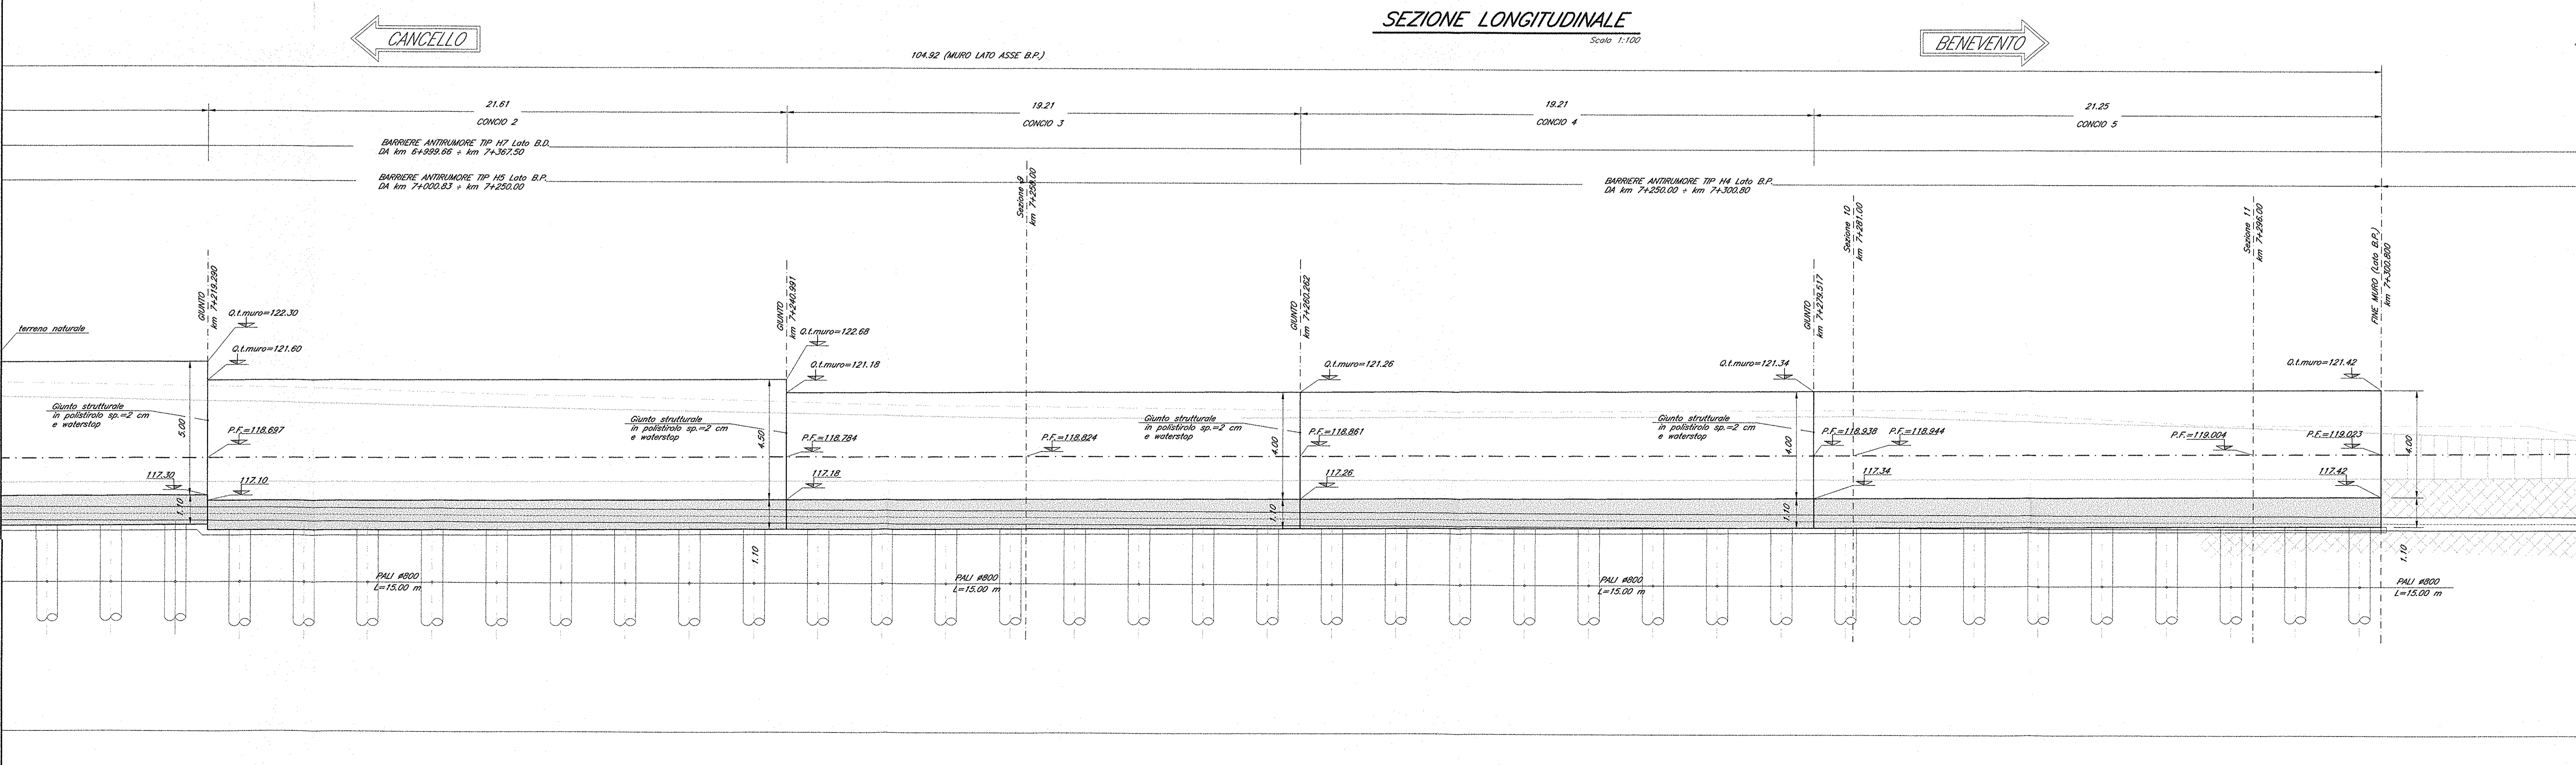 SEZIONE LONGITUDINALE
Scala 1:100
CANCELLO
BENEVENTO
104.92 (MURO LATO ASSE B.P.)
21.61
CONCIO 2
19.21
CONCIO 3
19.21
CONCIO 4
21.25
CONCIO 5
BARRIERE ANTIRUMORE TIP H7 Lato B.D.
DA km 6+999.66 ÷ km 7+367.50
BARRIERE ANTIRUMORE TIP H5 Lato B.P.
DA km 7+000.83 ÷ km 7+250.00
BARRIERE ANTIRUMORE TIP H4 Lato B.P.
DA km 7+250.00 ÷ km 7+300.80
Sezione 9
km 7+258.00
Sezione 10
km 7+281.00
Sezione 11
km 7+296.00
FINE MURO (Lato B.P.)
km 7+300.800
GIUNTO
km 7+219.290
GIUNTO
km 7+240.991
GIUNTO
km 7+260.262
GIUNTO
km 7+279.517
terreno naturale
Q.t.muro=122.30
Q.t.muro=121.60
Q.t.muro=122.68
Q.t.muro=121.18
Q.t.muro=121.26
Q.t.muro=121.34
Q.t.muro=121.42
Giunto strutturale
in polistirolo sp.=2 cm
e waterstop
5.00
Giunto strutturale
in polistirolo sp.=2 cm
e waterstop
4.50
Giunto strutturale
in polistirolo sp.=2 cm
e waterstop
4.00
Giunto strutturale
in polistirolo sp.=2 cm
e waterstop
4.00
4.00
P.F.=118.697
P.F.=118.784
P.F.=118.824
P.F.=118.861
P.F.=118.938
P.F.=118.944
P.F.=119.004
P.F.=119.023
117.30
117.10
117.18
117.26
117.34
117.42
1.10
1.10
1.10
1.10
1.10
PALI ø800
L=15.00 m
PALI ø800
L=15.00 m
PALI ø800
L=15.00 m
PALI ø800
L=15.00 m